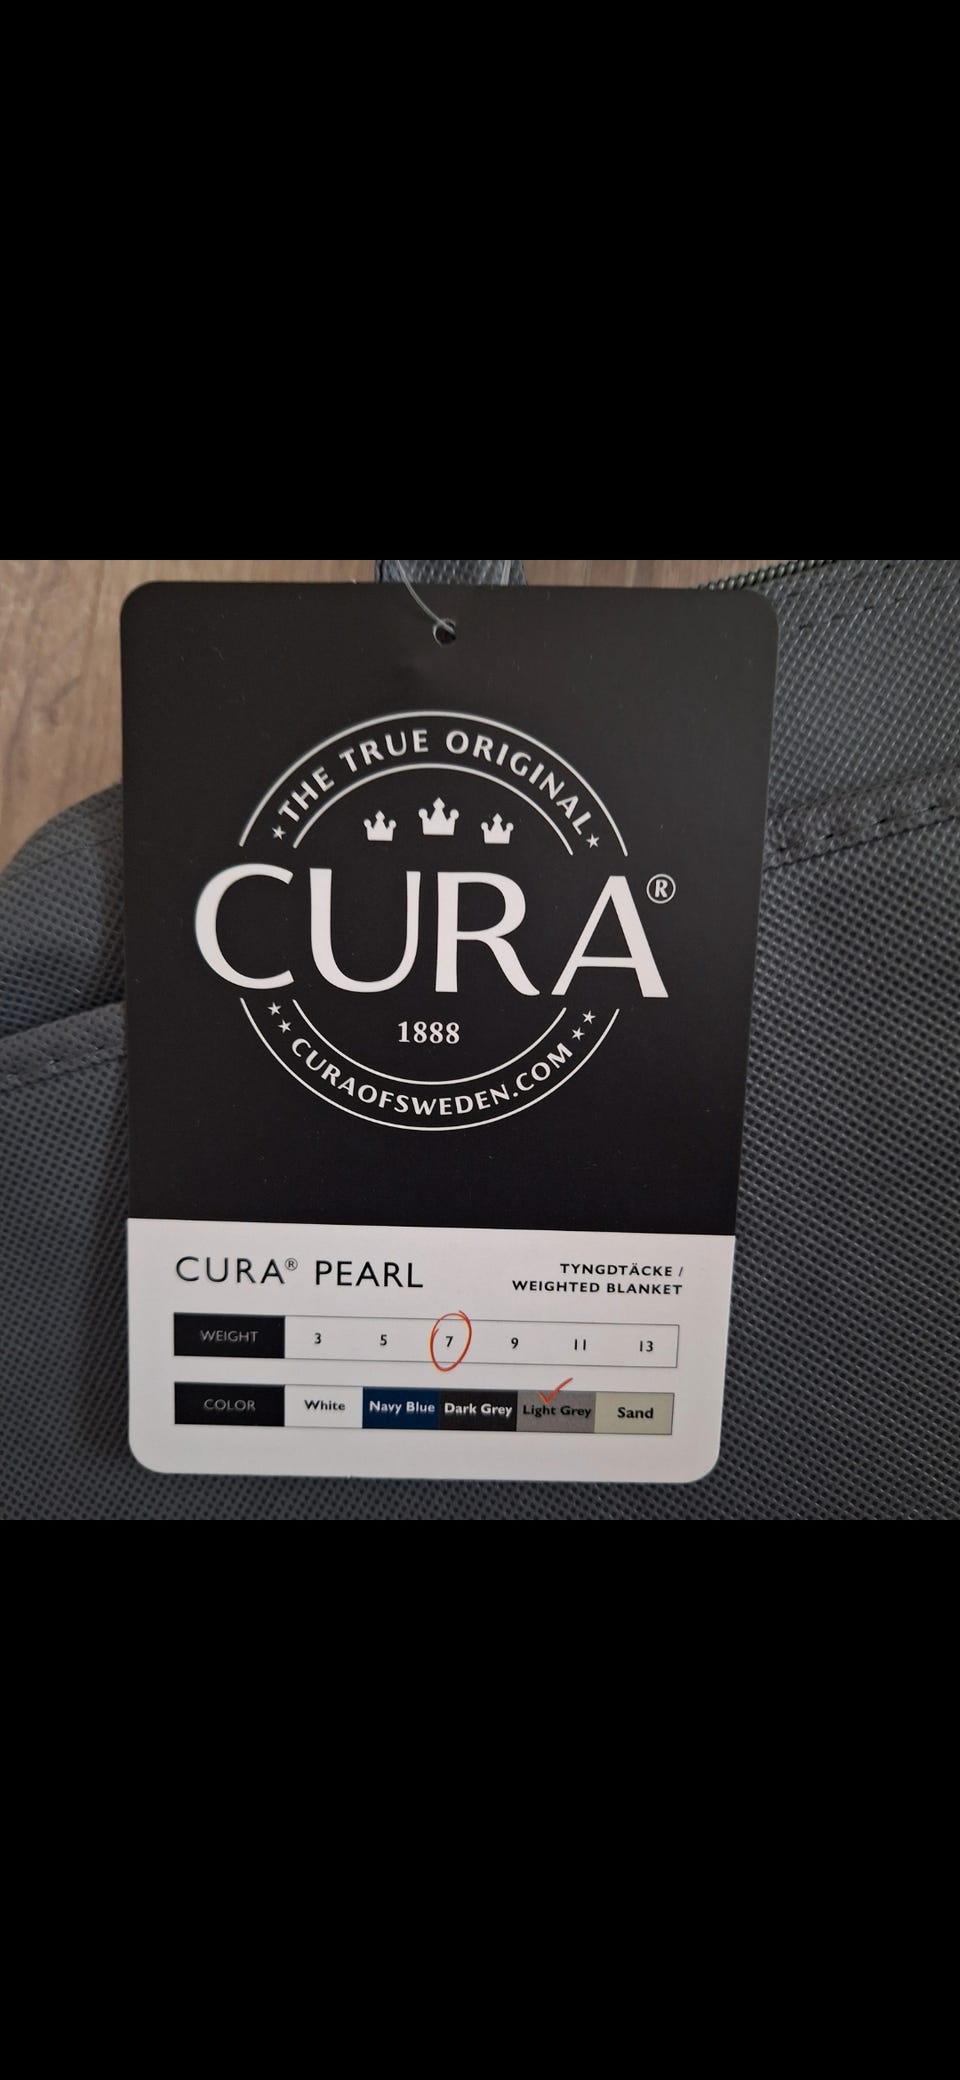 THE TRUE ORIGINAL
CURA®
1888
CURAOFSWEDEN.COM
CURA® PEARL
TYNGDTÄCKE /
WEIGHTED BLANKET
WEIGHT 3 5 7 9 11 13
COLOR White Navy Blue Dark Grey Light Grey Sand